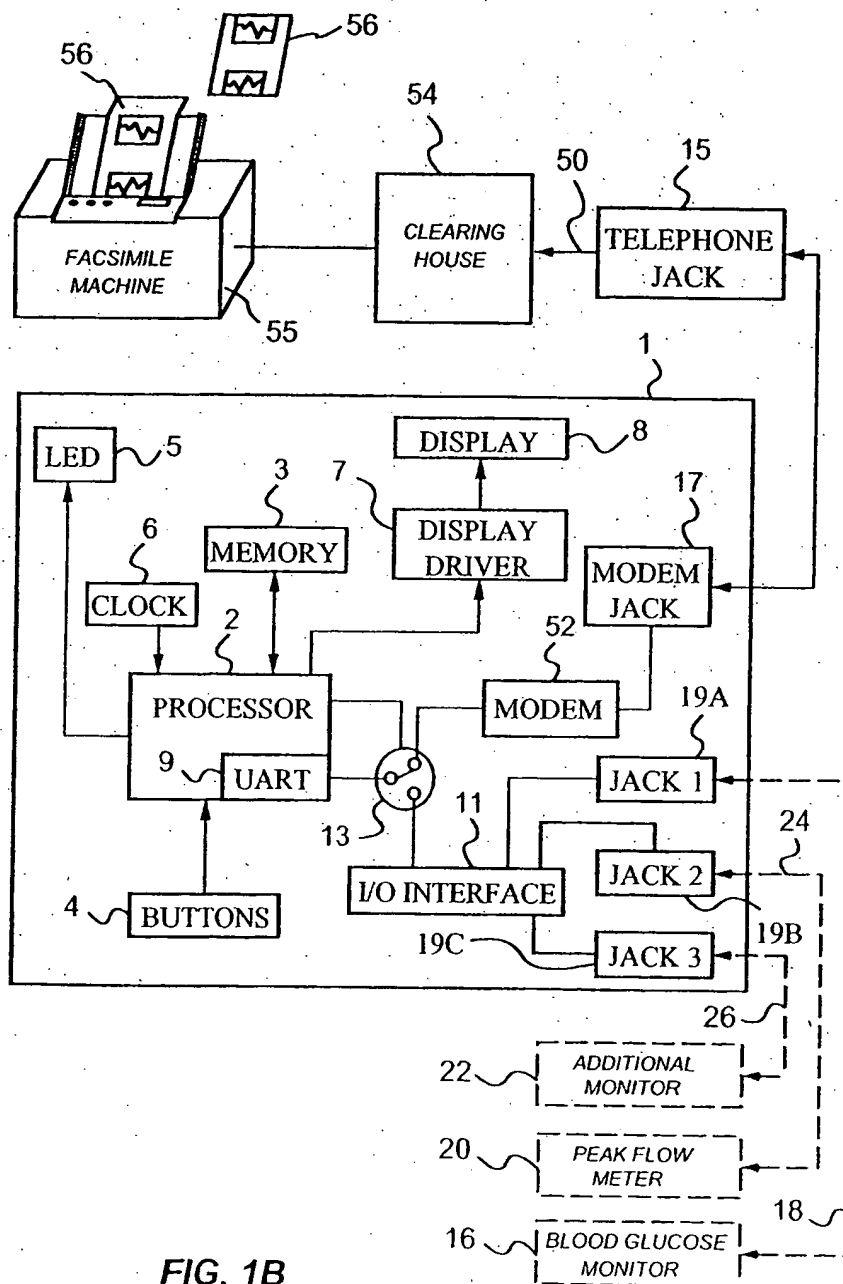 56
56
54
15
50
TELEPHONE
JACK
CLEARING
HOUSE
FACSIMILE
MACHINE
55
1
LED
5
DISPLAY
8
7
3
17
6
MEMORY
DISPLAY
DRIVER
MODEM
JACK
CLOCK
2
52
PROCESSOR
MODEM
19A
9
UART
JACK 1
13
11
24
I/O INTERFACE
JACK 2
4
BUTTONS
19B
19C
JACK 3
26
22
ADDITIONAL
MONITOR
20
PEAK FLOW
METER
18
16
BLOOD GLUCOSE
MONITOR
FIG. 1B